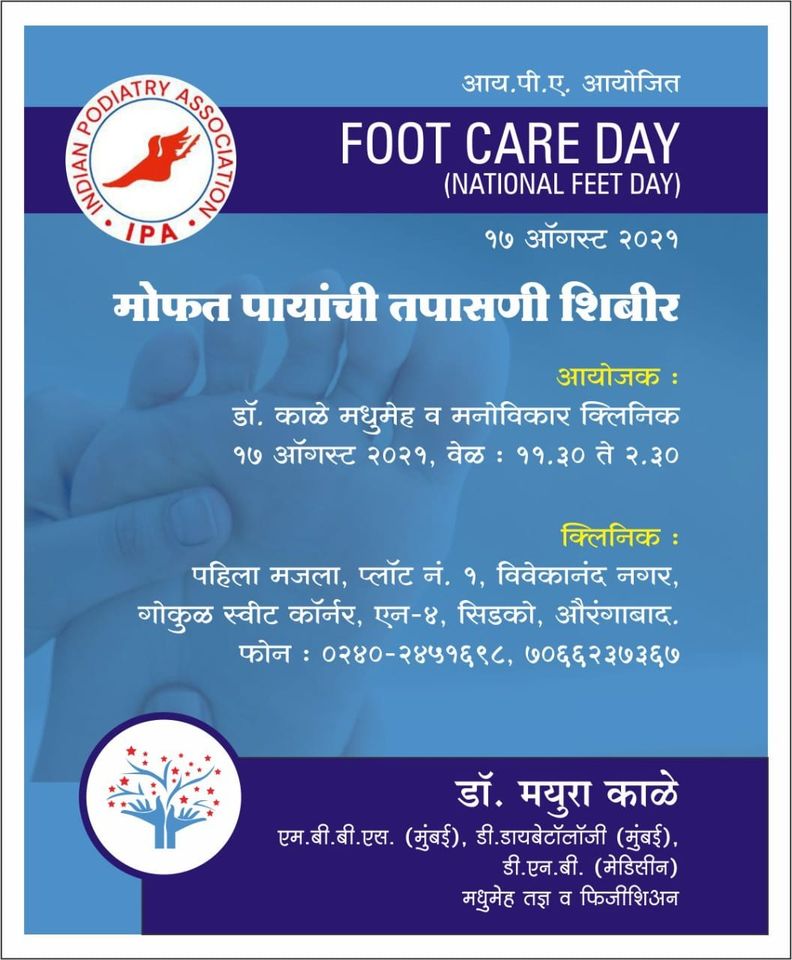 आय.पी.ए. आयोजित
INDIAN PODIATRY ASSOCIATION
• IPA •
FOOT CARE DAY
(NATIONAL FEET DAY)
१७ ऑगस्ट २०२१
मोफत पायांची तपासणी शिबीर
आयोजक :
डॉ. काळे मधुमेह व मनोविकार क्लिनिक
१७ ऑगस्ट २०२१, वेळ : ११.३० ते २.३०
क्लिनिक :
पहिला मजला, प्लॉट नं. १, विवेकानंद नगर,
गोकुळ स्वीट कॉर्नर, एन-४, सिडको, औरंगाबाद.
फोन : ०२४०-२४५१६९८, ७०६६२३७३६७
डॉ. मयुरा काळे
एम.बी.बी.एस. (मुंबई), डी.डायबेटॉलॉजी (मुंबई),
डी.एन.बी. (मेडिसीन)
मधुमेह तज्ञ व फिजीशिअन